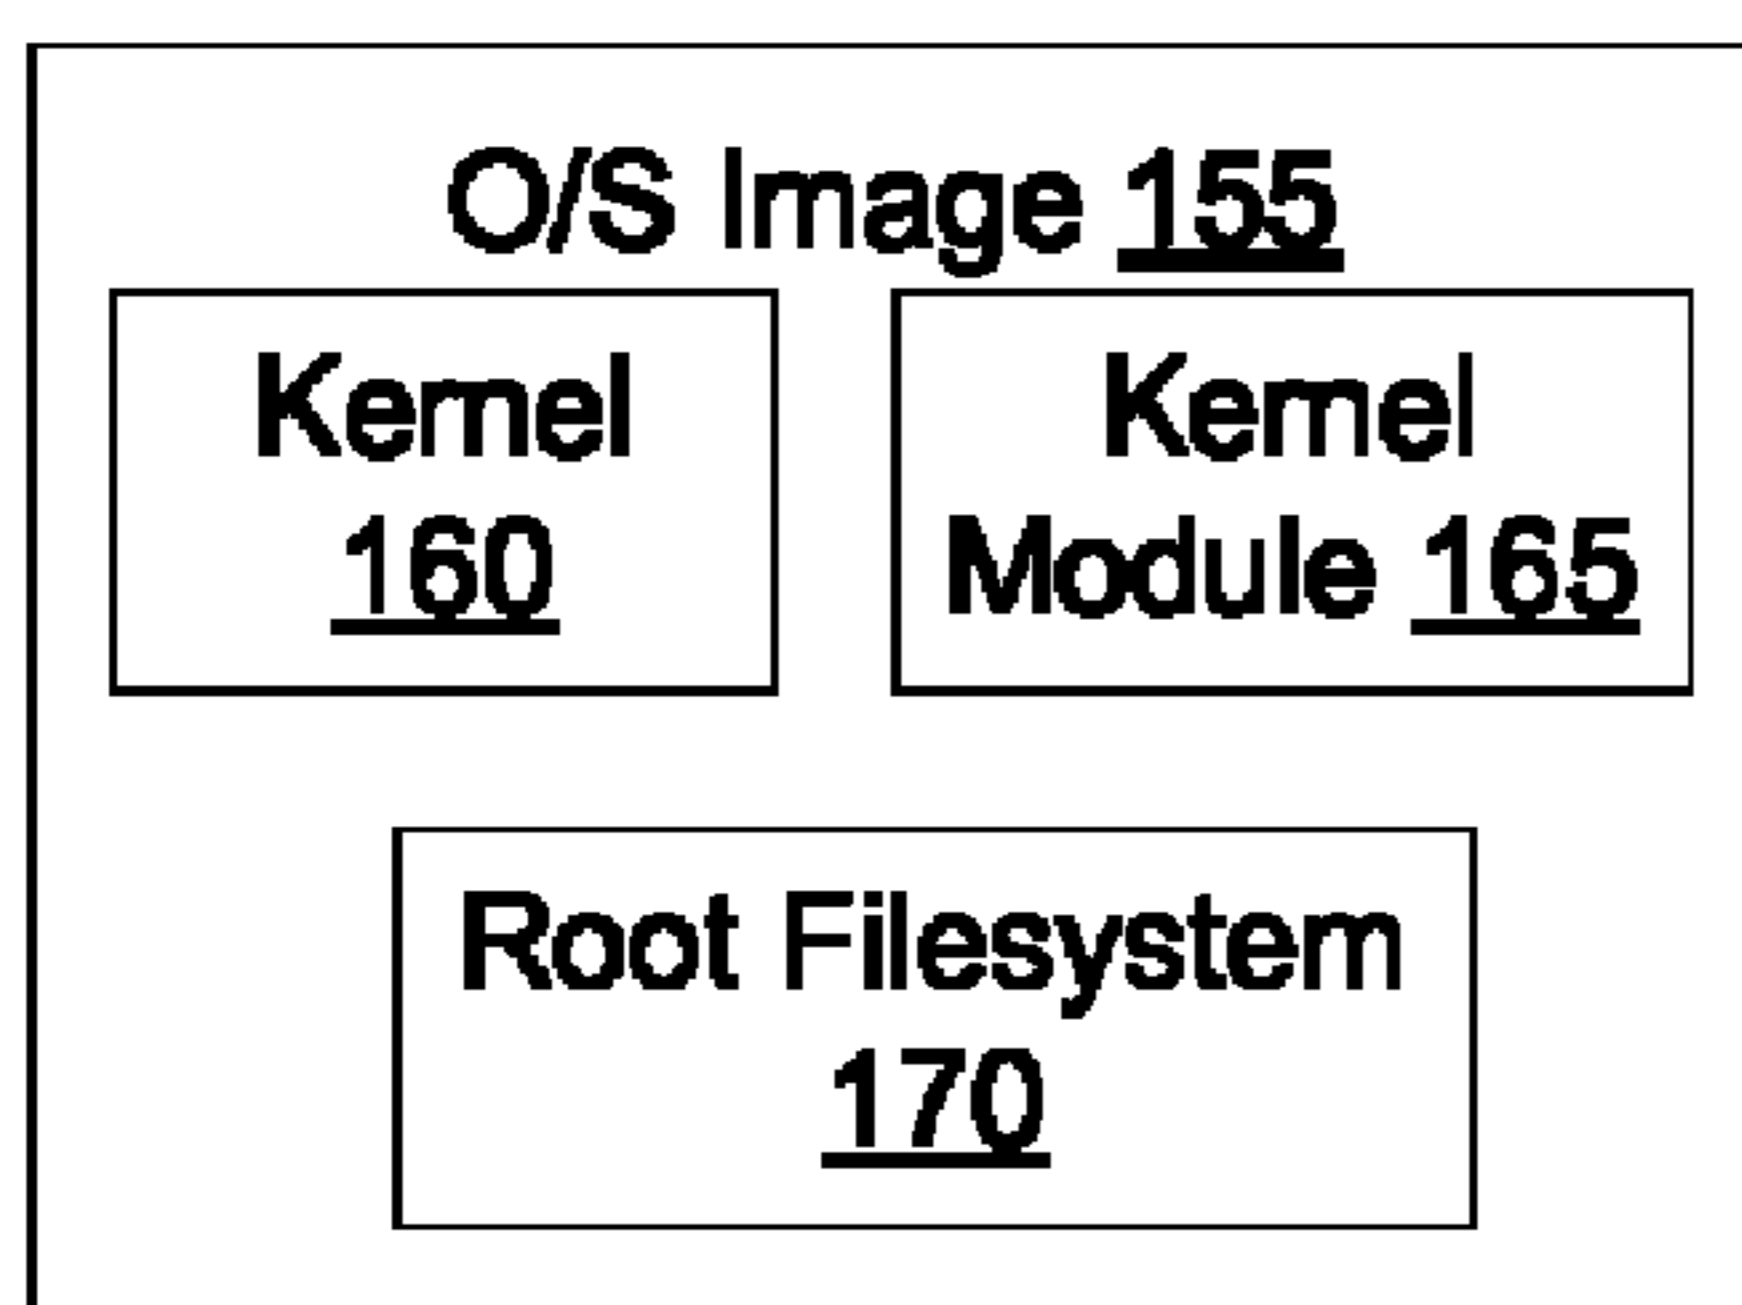 O/S Image 155
Kernel
160
Kernel
Module 165
Root Filesystem
170